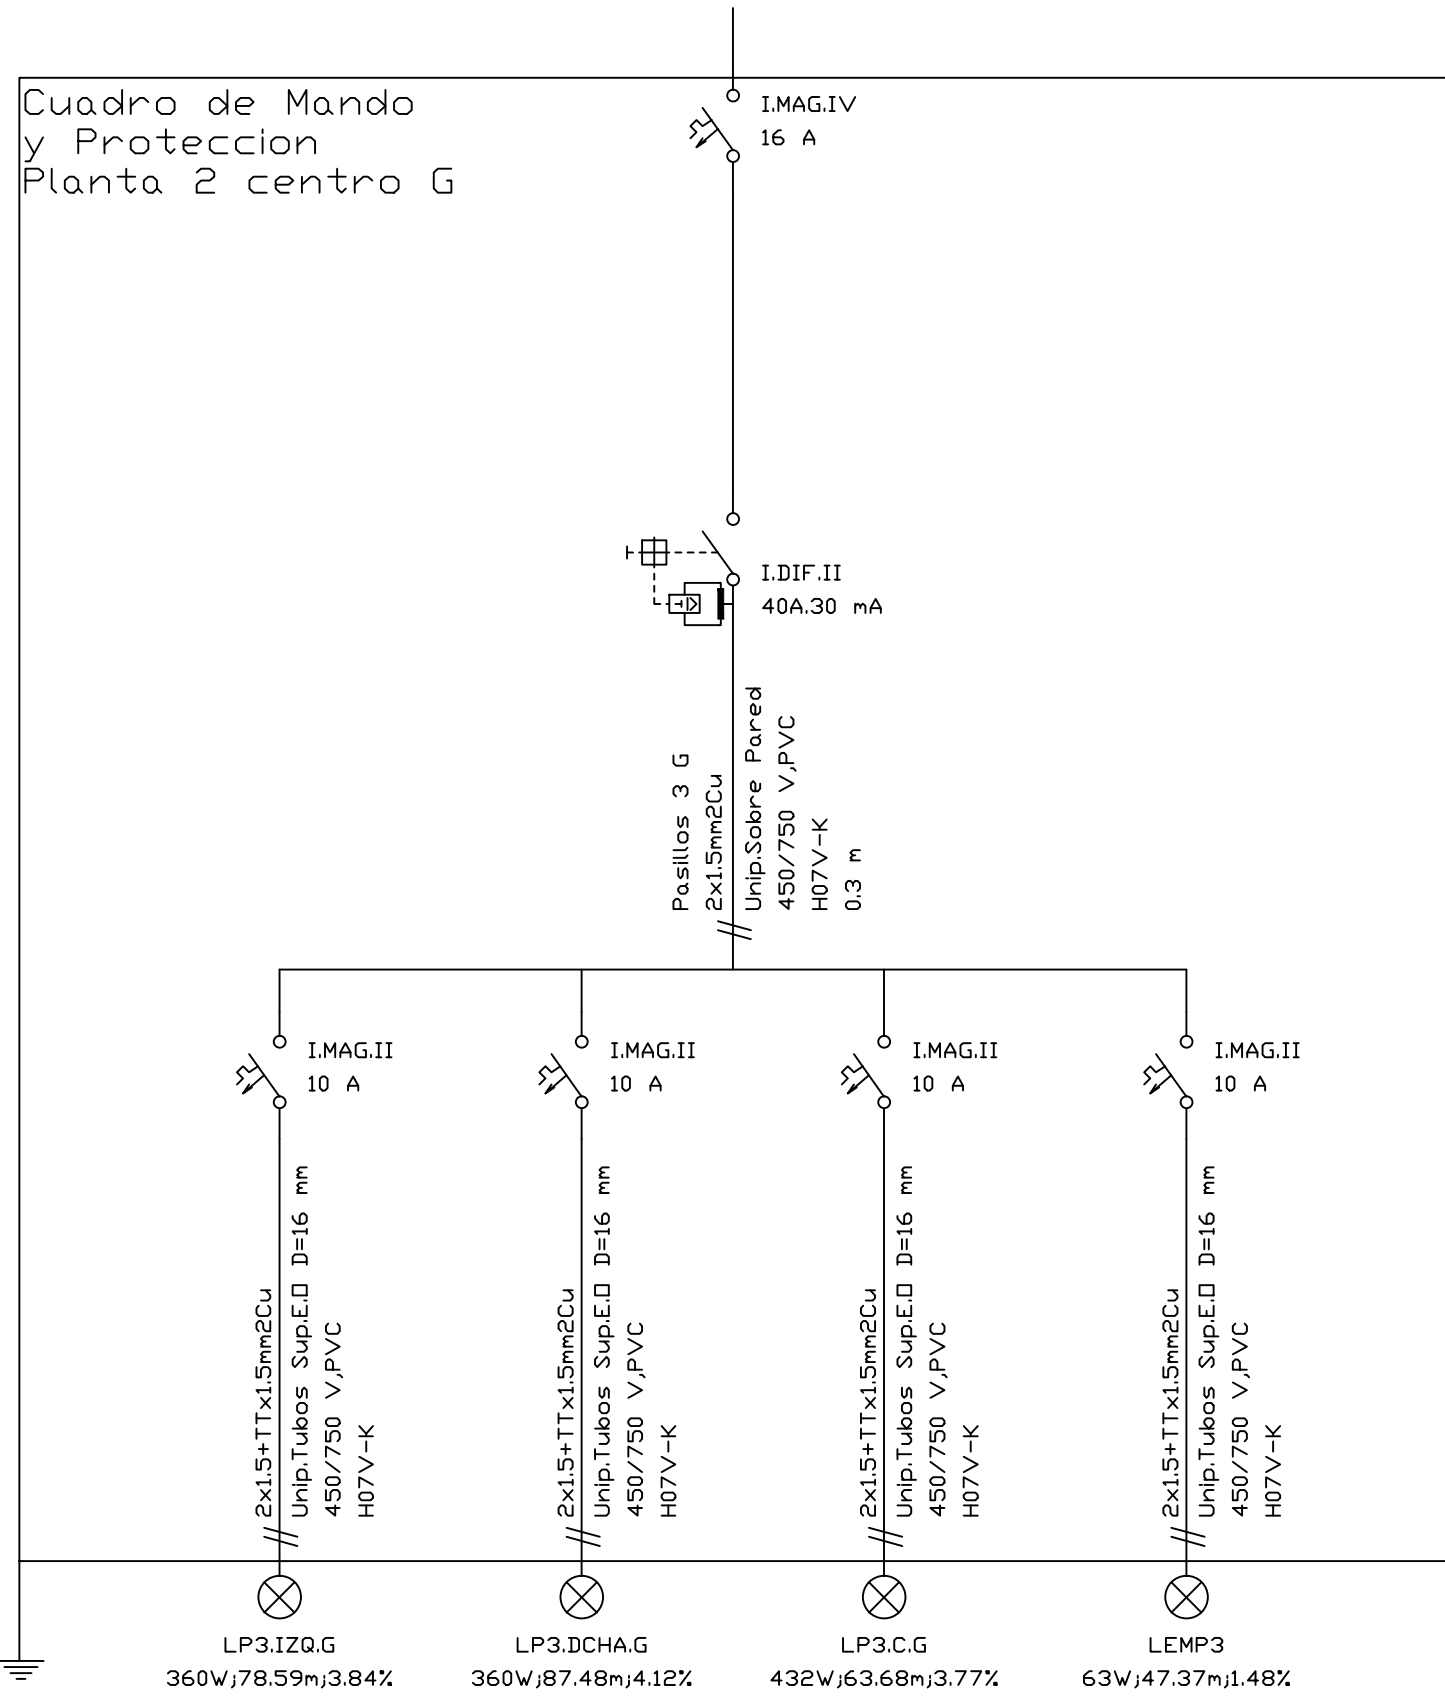 Cuadro de Mando
y Proteccion
Planta 2 centro G
I.MAG.IV
16 A
I.DIF.II
40A.30 mA
Pasillos 3 G
2x1.5mm2Cu
Unip.Sobre Pared
450/750 V,PVC
H07V-K
0.3 m
I.MAG.II
10 A
I.MAG.II
10 A
I.MAG.II
10 A
I.MAG.II
10 A
2x1.5+TTx1.5mm2Cu
Unip.Tubos Sup.E.□ D=16 mm
450/750 V,PVC
H07V-K
2x1.5+TTx1.5mm2Cu
Unip.Tubos Sup.E.□ D=16 mm
450/750 V,PVC
H07V-K
2x1.5+TTx1.5mm2Cu
Unip.Tubos Sup.E.□ D=16 mm
450/750 V,PVC
H07V-K
2x1.5+TTx1.5mm2Cu
Unip.Tubos Sup.E.□ D=16 mm
450/750 V,PVC
H07V-K
LP3.IZQ.G
360W;78.59m;3.84%
LP3.DCHA.G
360W;87.48m;4.12%
LP3.C.G
432W;63.68m;3.77%
LEMP3
63W;47.37m;1.48%